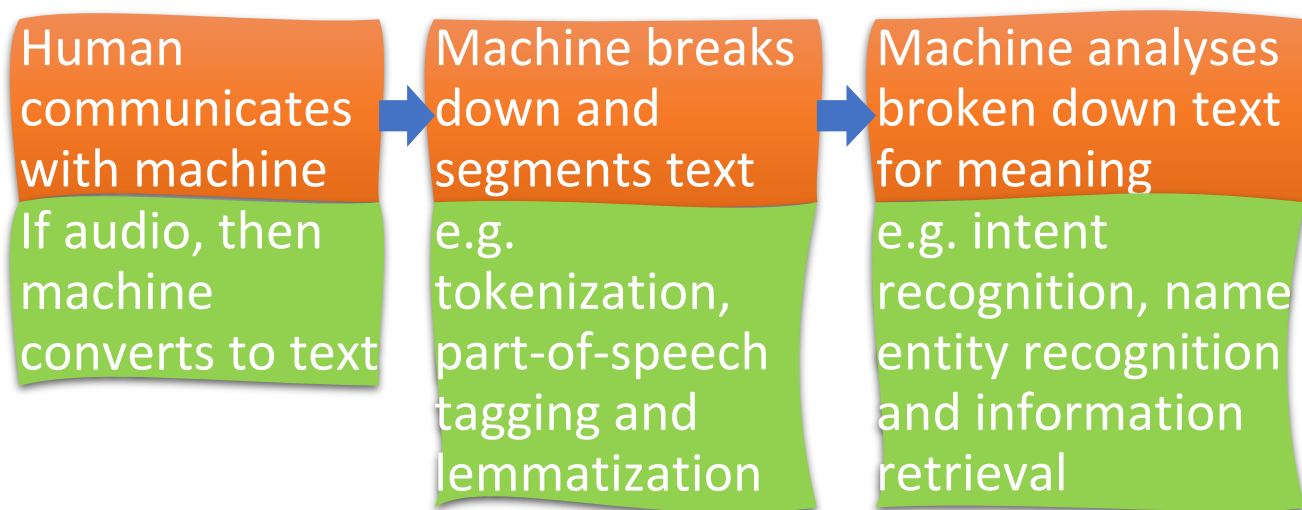 Human
communicates
with machine
If audio, then
machine
converts to text
Machine breaks
down and
segments text
e.g.
tokenization,
part-of-speech
tagging and
lemmatization
Machine analyses
broken down text
for meaning
e.g. intent
recognition, name
entity recognition
and information
retrieval